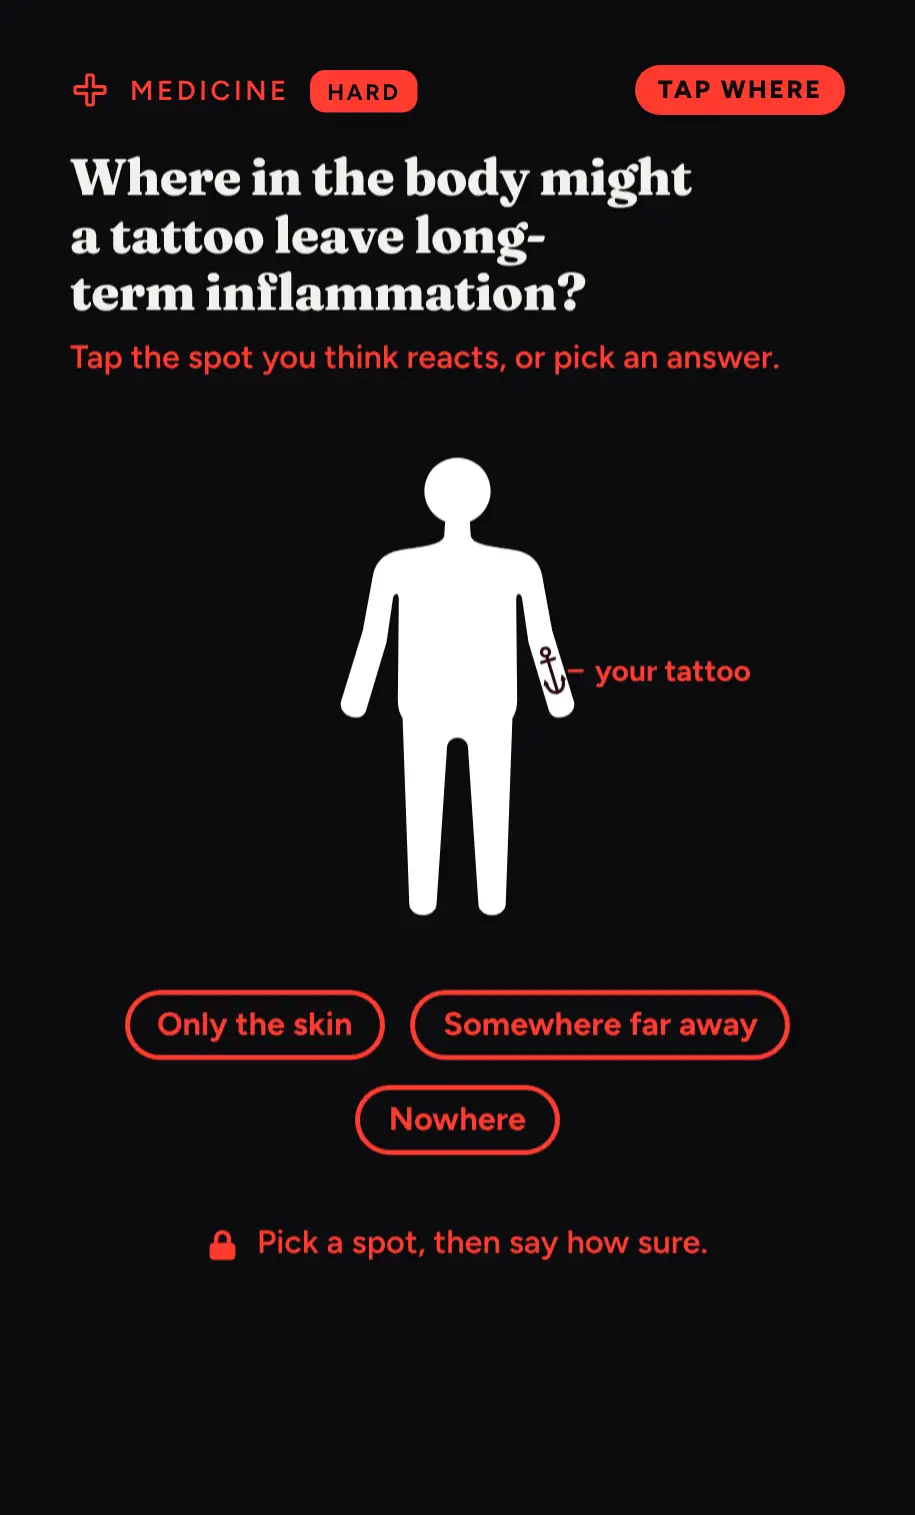 MEDICINE HARD TAP WHERE
Where in the body might
a tattoo leave long-
term inflammation?
Tap the spot you think reacts, or pick an answer.
your tattoo
Only the skin Somewhere far away
Nowhere
Pick a spot, then say how sure.